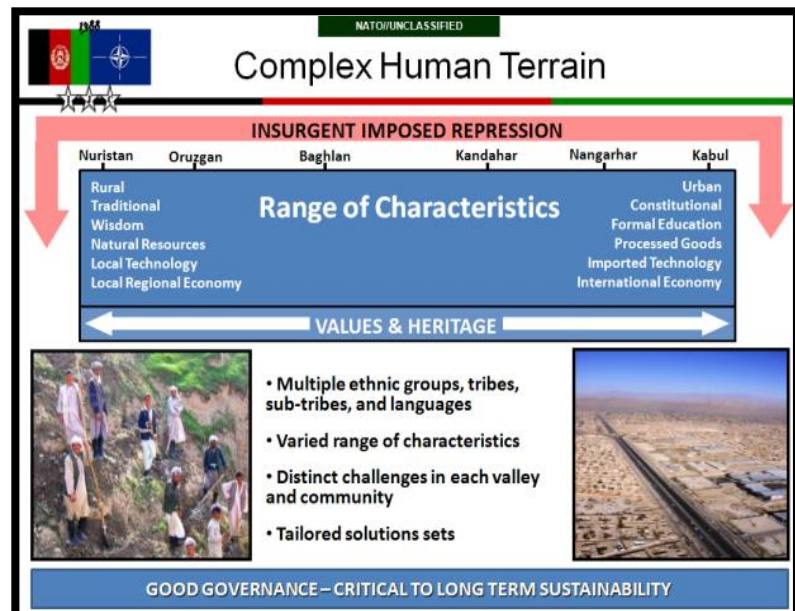 NATO//UNCLASSIFIED
Complex Human Terrain
INSURGENT IMPOSED REPRESSION
Nuristan Oruzgan Baghlan Kandahar Nangarhar Kabul
Range of Characteristics
Rural
Traditional
Wisdom
Natural Resources
Local Technology
Local Regional Economy
Urban
Constitutional
Formal Education
Processed Goods
Imported Technology
International Economy
VALUES & HERITAGE
• Multiple ethnic groups, tribes,
sub-tribes, and languages
• Varied range of characteristics
• Distinct challenges in each valley
and community
• Tailored solutions sets
GOOD GOVERNANCE – CRITICAL TO LONG TERM SUSTAINABILITY